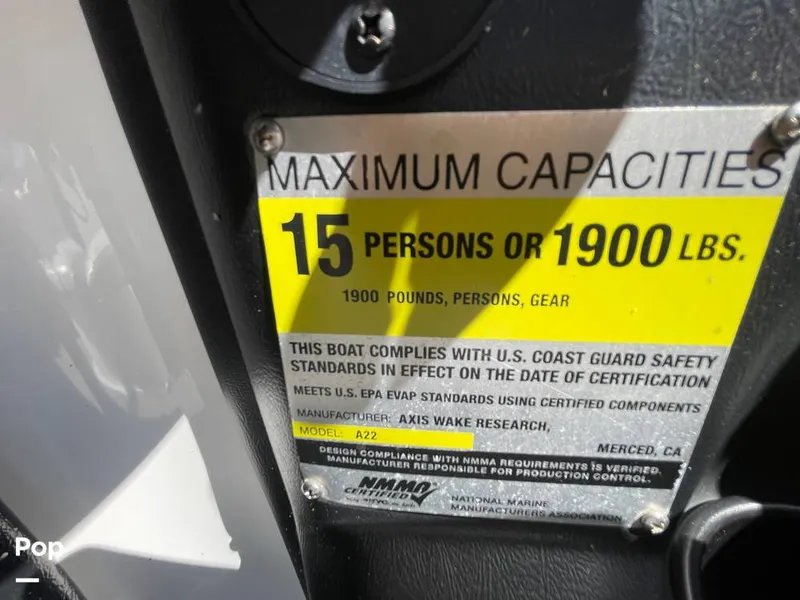 MAXIMUM CAPACITIES
15 PERSONS OR 1900 LBS.
1900 POUNDS, PERSONS, GEAR
THIS BOAT COMPLIES WITH U.S. COAST GUARD SAFETY
STANDARDS IN EFFECT ON THE DATE OF CERTIFICATION
MEETS U.S. EPA EVAP STANDARDS USING CERTIFIED COMPONENTS
MANUFACTURER: AXIS WAKE RESEARCH,
MODEL: A22
MERCED, CA
DESIGN COMPLIANCE WITH NMMA REQUIREMENTS IS VERIFIED.
MANUFACTURER RESPONSIBLE FOR PRODUCTION CONTROL.
NMMA
CERTIFIED
NATIONAL MARINE
MANUFACTURERS ASSOCIATION
Pop